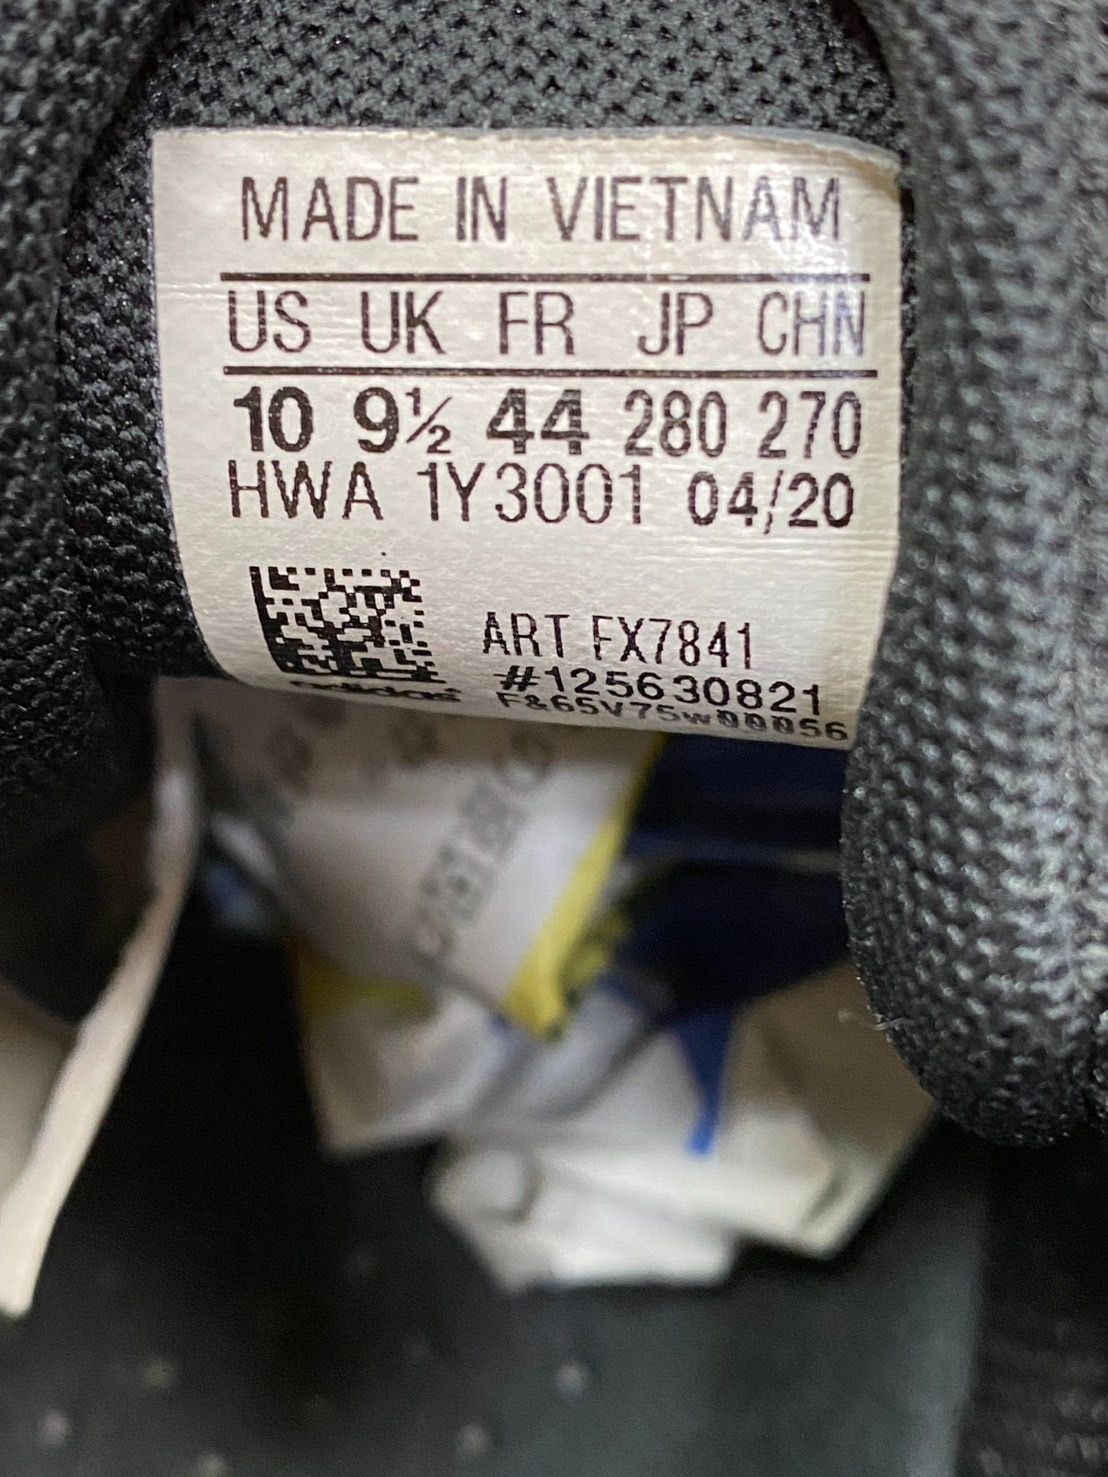 MADE IN VIETNAM
US UK FR JP CHN
10 9½ 44 280 270
HWA 1Y3001 04/20
ART FX7841
#125630821
adidas